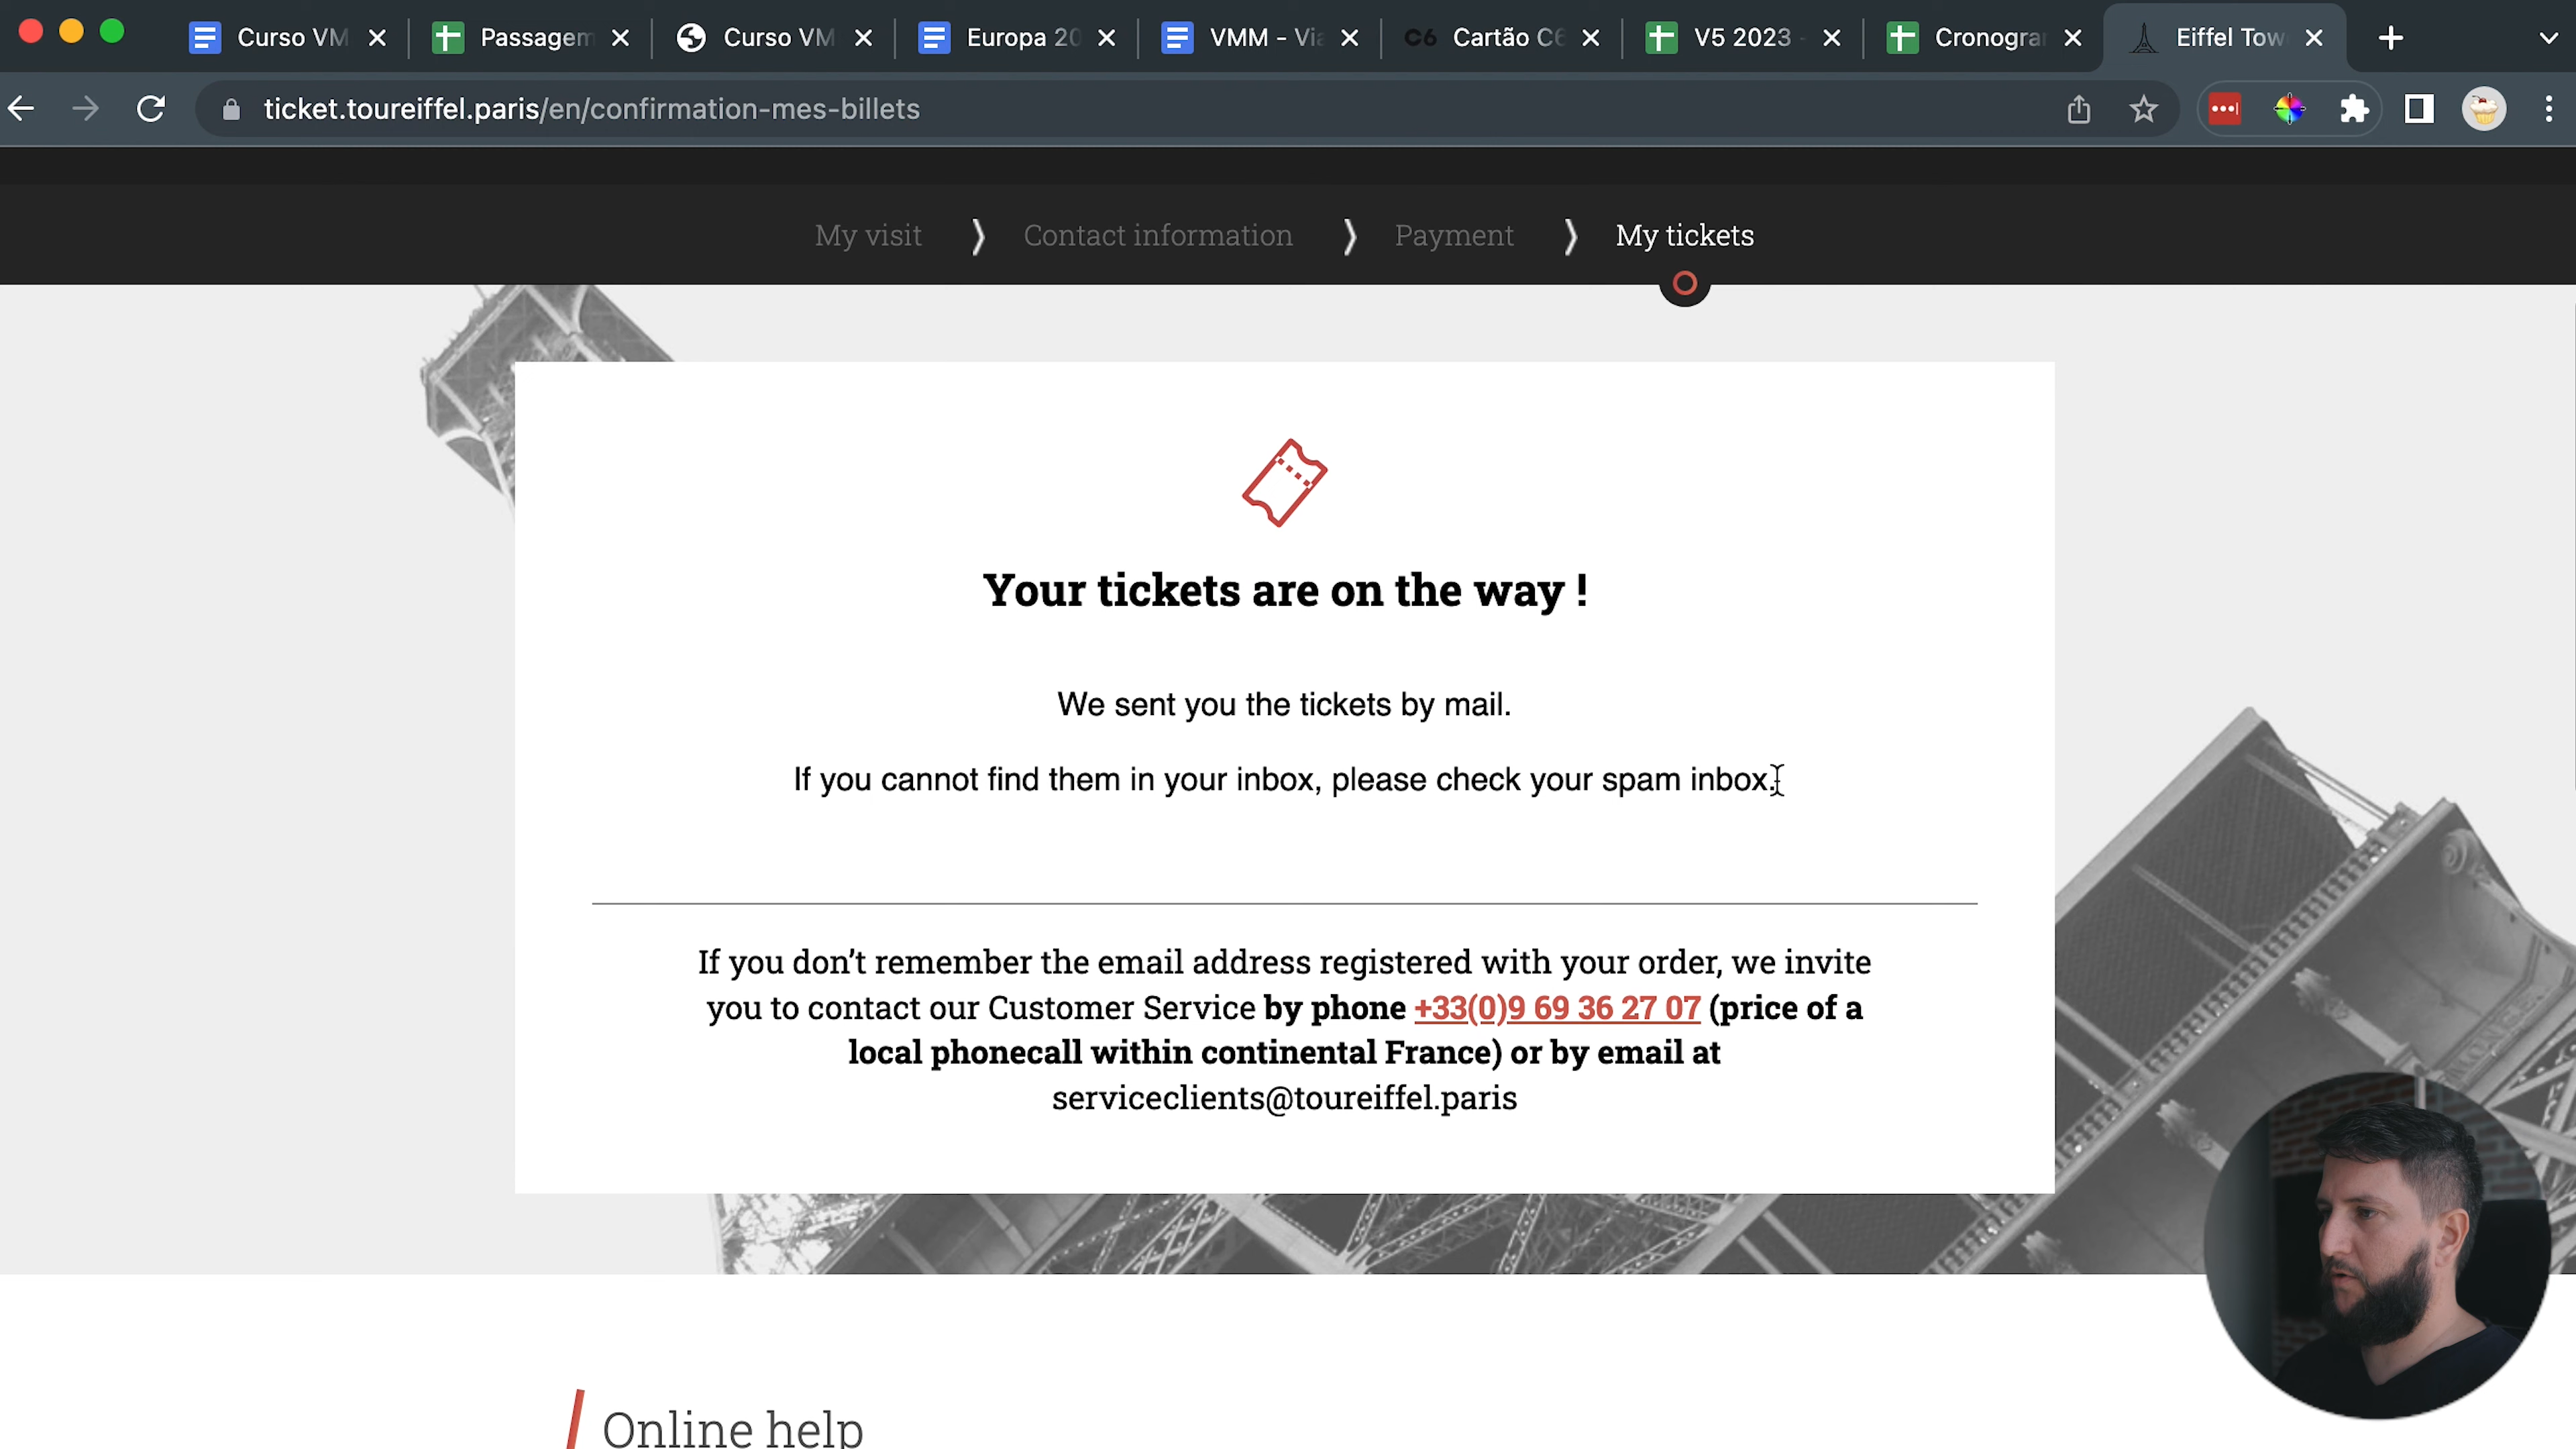 Curso VM
Passagem
Curso VM
Europa 20
VMM - Via
C6 Cartão C6
V5 2023 -
Cronogra
Eiffel Tow
ticket.toureiffel.paris/en/confirmation-mes-billets
My visit
Contact information
Payment
My tickets
Your tickets are on the way !
We sent you the tickets by mail.
If you cannot find them in your inbox, please check your spam inbox.
If you don't remember the email address registered with your order, we invite
you to contact our Customer Service by phone +33(0)9 69 36 27 07 (price of a
local phonecall within continental France) or by email at
serviceclients@toureiffel.paris
Online help